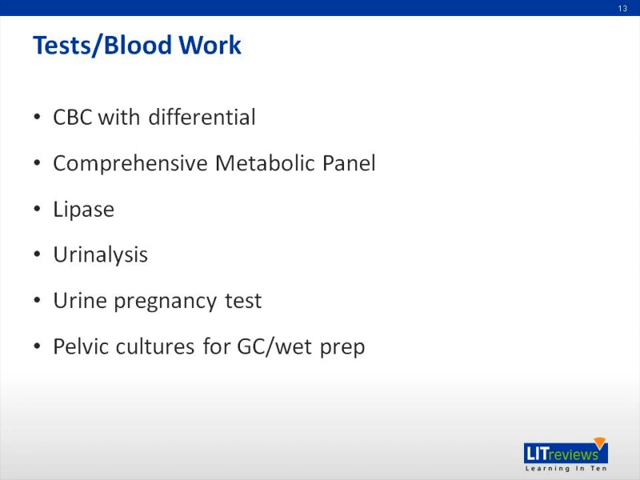 13
Tests/Blood Work
• CBC with differential
• Comprehensive Metabolic Panel
• Lipase
• Urinalysis
• Urine pregnancy test
• Pelvic cultures for GC/wet prep
LITreviews
Learning In Ten